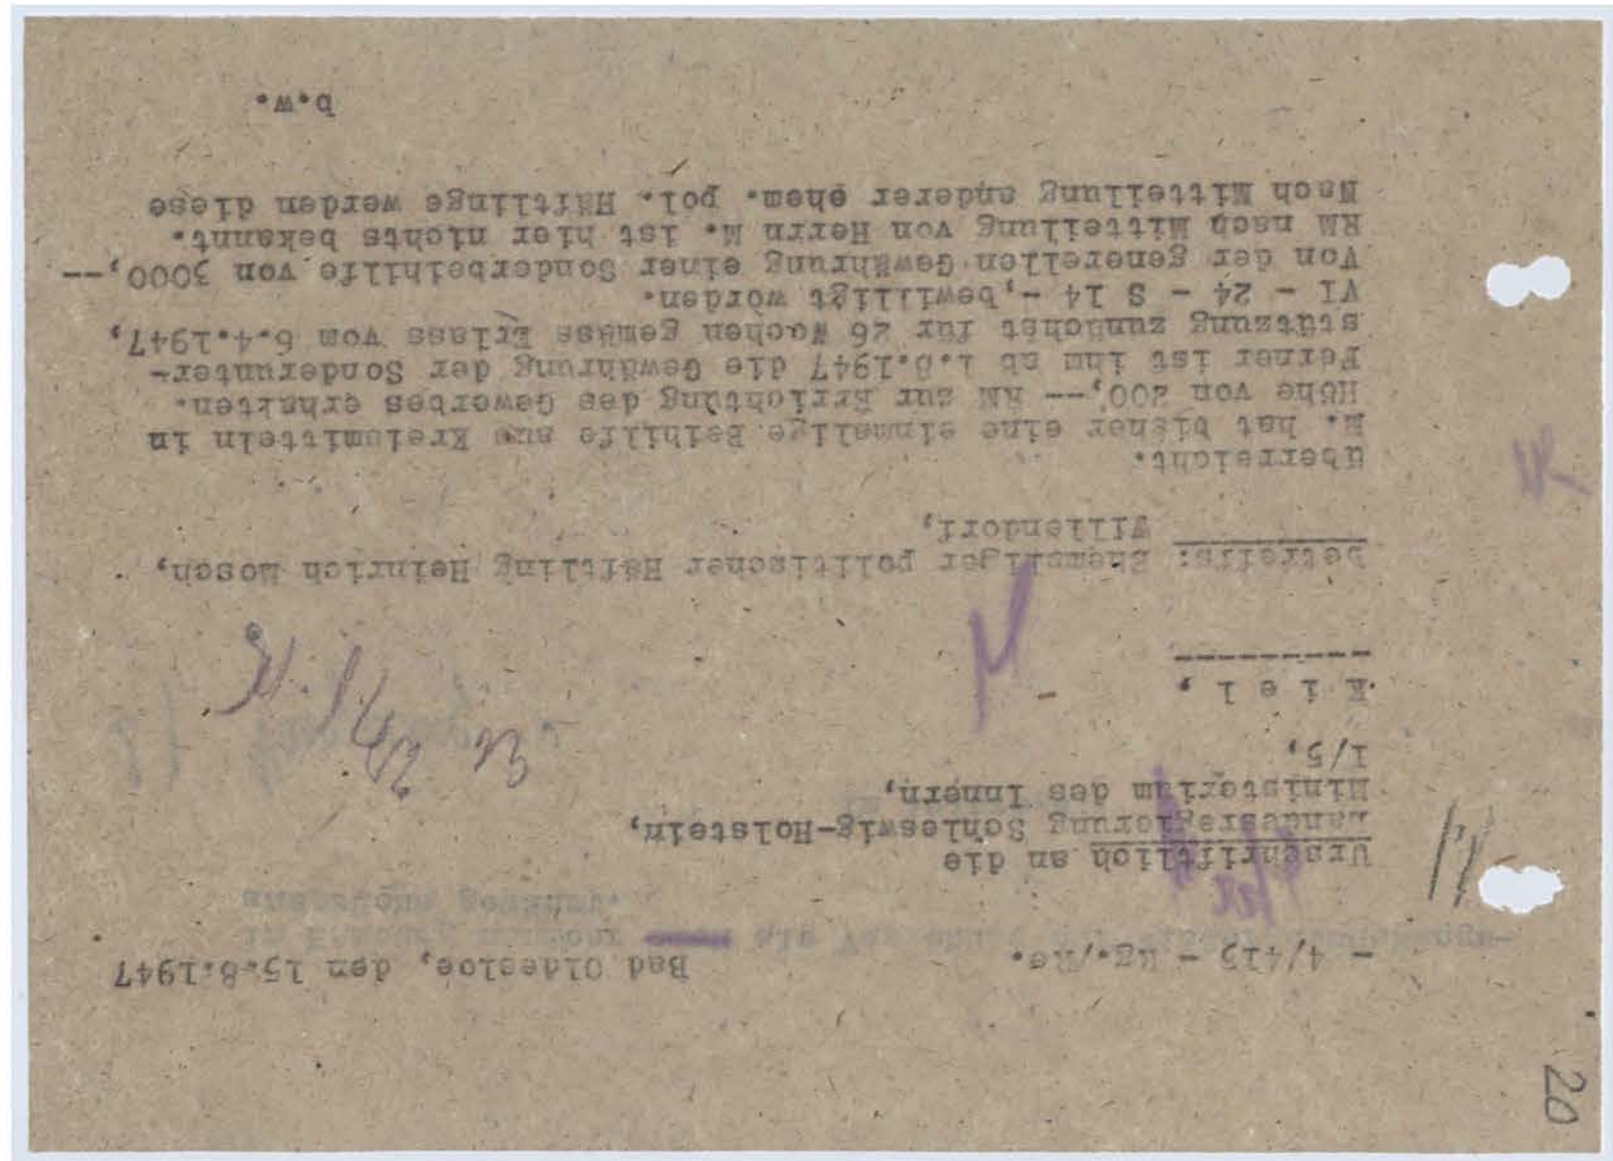 - 4/413 - Kg./Re.
Bad Oldesloe, den 15.8.1947
Urschriftlich an die
Landesregierung Schleswig-Holstein,
Ministerium des Innern,
I/5,
K i e l ,
---------
betrifft: Ehemaliger politischer Häftling Heinrich Mosch,
Willendorf,
überreicht.
M. hat bisher eine einmalige Beihilfe aus Kreismitteln in
Höhe von 200,-- RM zur Errichtung des Gewerbes erhalten.
Ferner ist ihm ab 1.8.1947 die Gewährung der Sonderunter-
stützung zunächst für 26 Wochen gemäss Erlass vom 6.4.1947,
VI - 24 - S 14 -,bewilligt worden.
Von der generellen Gewährung einer Sonderbeihilfe von 3000,--
RM nach Mitteilung von Herrn M. ist hier nichts bekannt.
Nach Mitteilung anderer ehem. pol. Häftlinge werden diese
b.w.
20